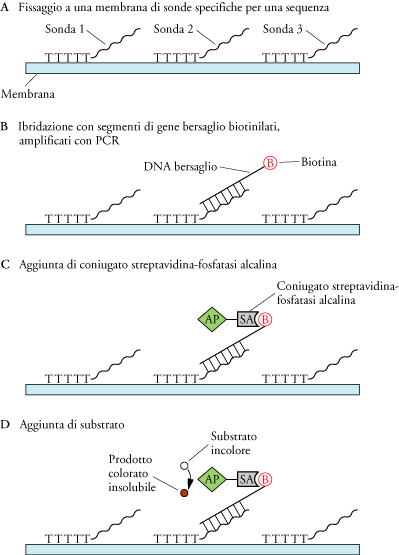 A Fissaggio a una membrana di sonde specifiche per una sequenza
Sonda 1 Sonda 2 Sonda 3
TTTTT TTTTT TTTTT
Membrana
B Ibridazione con segmenti di gene bersaglio biotinilati,
amplificati con PCR
DNA bersaglio B Biotina
TTTTT TTTTT TTTTT
C Aggiunta di coniugato streptavidina-fosfatasi alcalina
Coniugato streptavidina-
fosfatasi alcalina
AP SA B
TTTTT TTTTT TTTTT
D Aggiunta di substrato
Substrato
incolore
Prodotto
colorato
insolubile
AP SA B
TTTTT TTTTT TTTTT